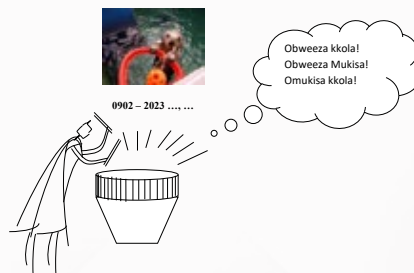 0902 – 2023 …, …
Obweeza kkola!
Obweeza Mukisa!
Omukisa kkola!